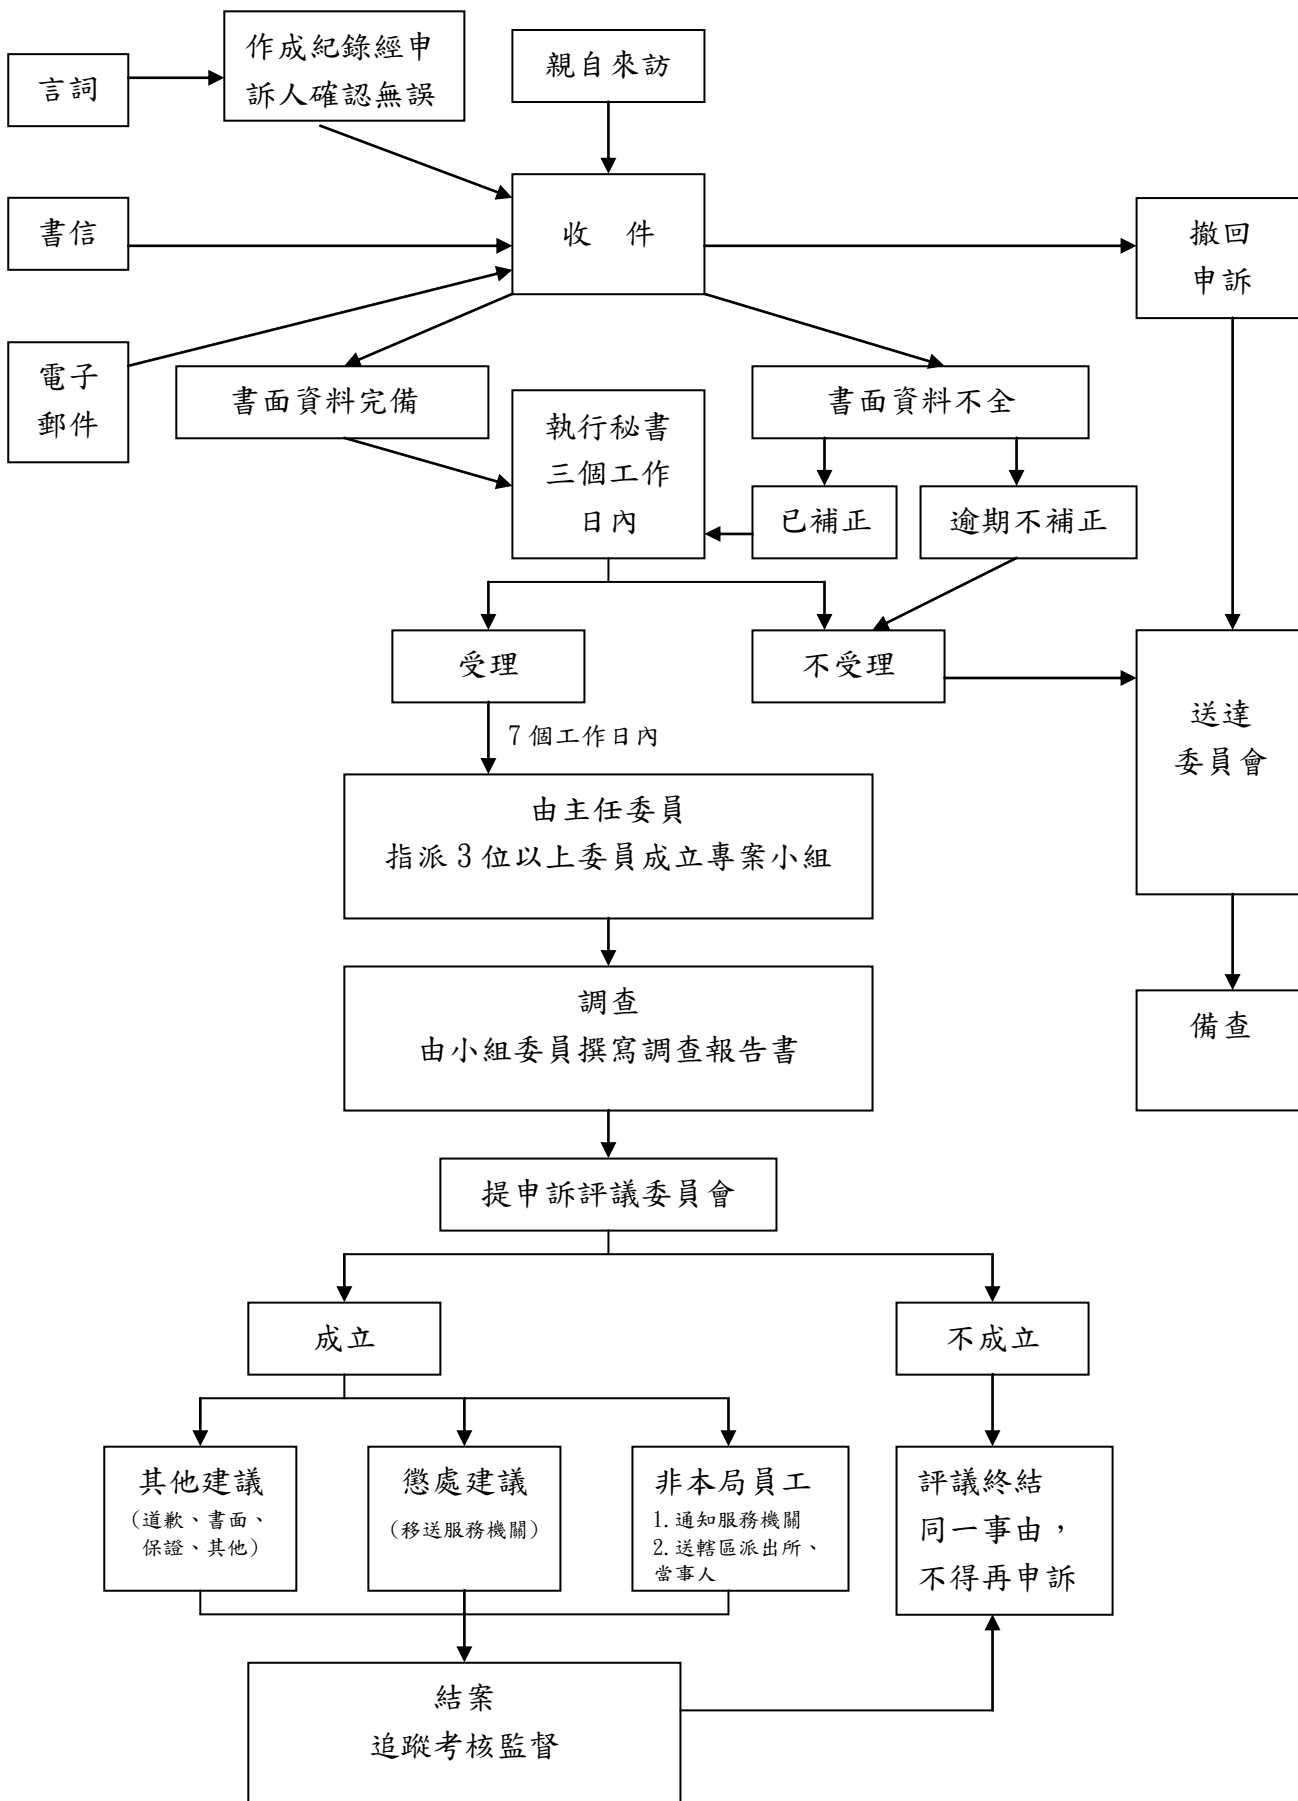 作成紀錄經申
訴人確認無誤
親自來訪
言詞
書信
收　件
撤回
申訴
電子
郵件
書面資料完備
書面資料不全
執行秘書
三個工作
日內
已補正
逾期不補正
受理
不受理
送達
委員會
7個工作日內
由主任委員
指派3位以上委員成立專案小組
調查
由小組委員撰寫調查報告書
備查
提申訴評議委員會
成立
不成立
其他建議
（道歉、書面、
保證、其他）
懲處建議
（移送服務機關）
非本局員工
1.通知服務機關
2.送轄區派出所、
當事人
評議終結
同一事由，
不得再申訴
結案
追蹤考核監督